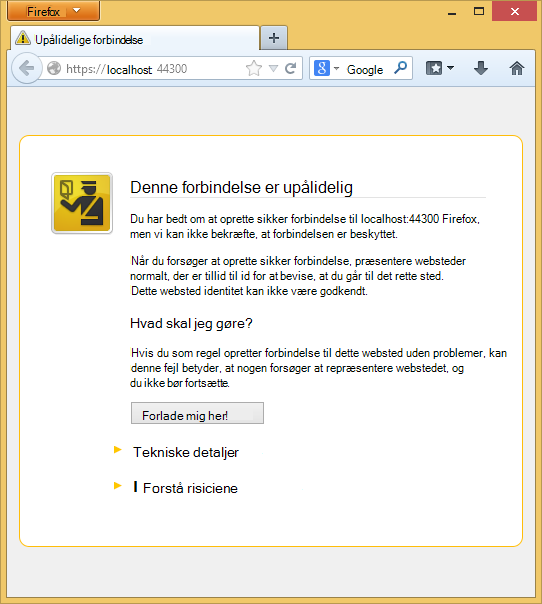 Firefox
Upålidelige forbindelse
https://localhost 44300
Google
Denne forbindelse er upålidelig
Du har bedt om at oprette sikker forbindelse til localhost:44300 Firefox,
men vi kan ikke bekræfte, at forbindelsen er beskyttet.
Når du forsøger at oprette sikker forbindelse, præsentere websteder
normalt, der er tillid til id for at bevise, at du går til det rette sted.
Dette websted identitet kan ikke være godkendt.
Hvad skal jeg gøre?
Hvis du som regel opretter forbindelse til dette websted uden problemer, kan
denne fejl betyder, at nogen forsøger at repræsentere webstedet, og
du ikke bør fortsætte.
Forlade mig her!
Tekniske detaljer
I Forstå risiciene